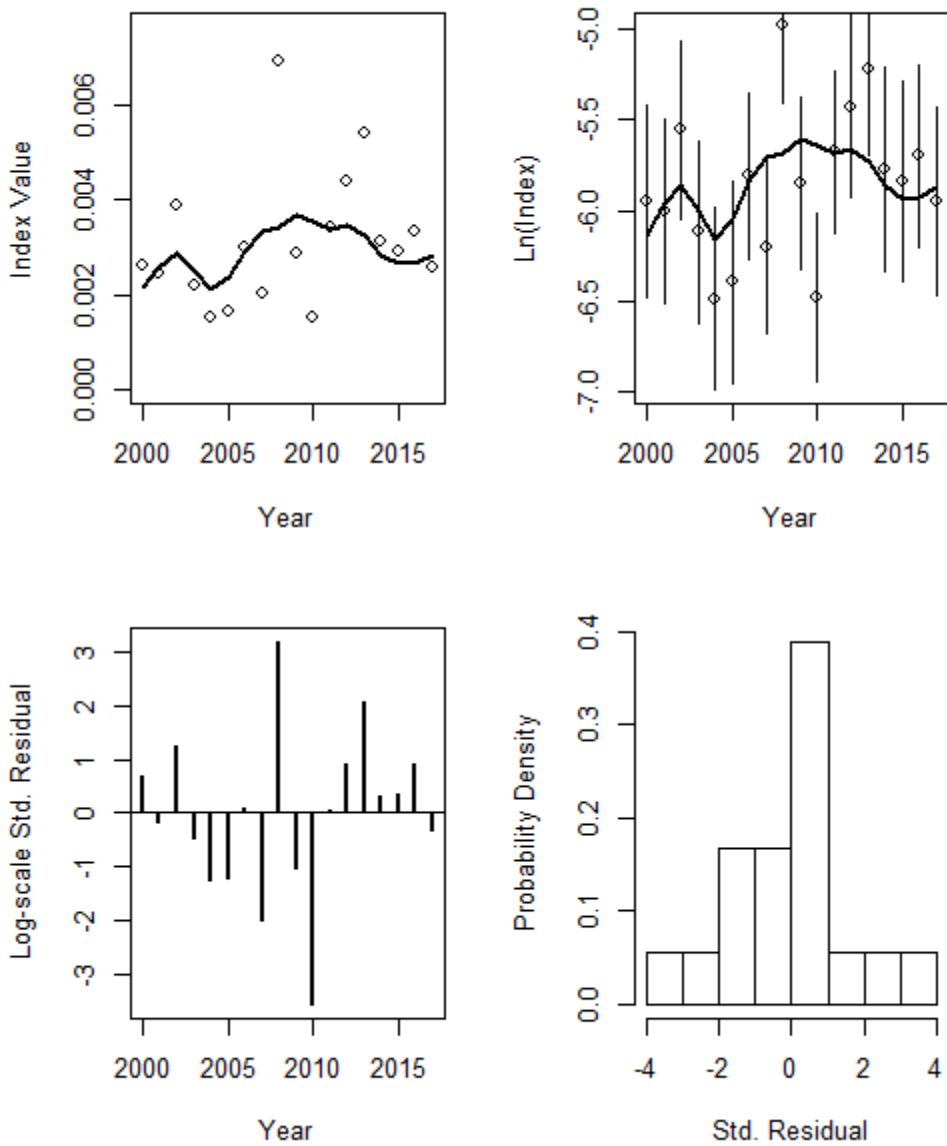 Index Value
0.006
0.004
0.002
0.000
2000 2005 2010 2015
Year
Ln(Index)
-5.0
-5.5
-6.0
-6.5
-7.0
2000 2005 2010 2015
Year
Log-scale Std. Residual
3
2
1
0
-1
-2
-3
2000 2005 2010 2015
Year
Probability Density
0.4
0.3
0.2
0.1
0.0
-4 -2 0 2 4
Std. Residual